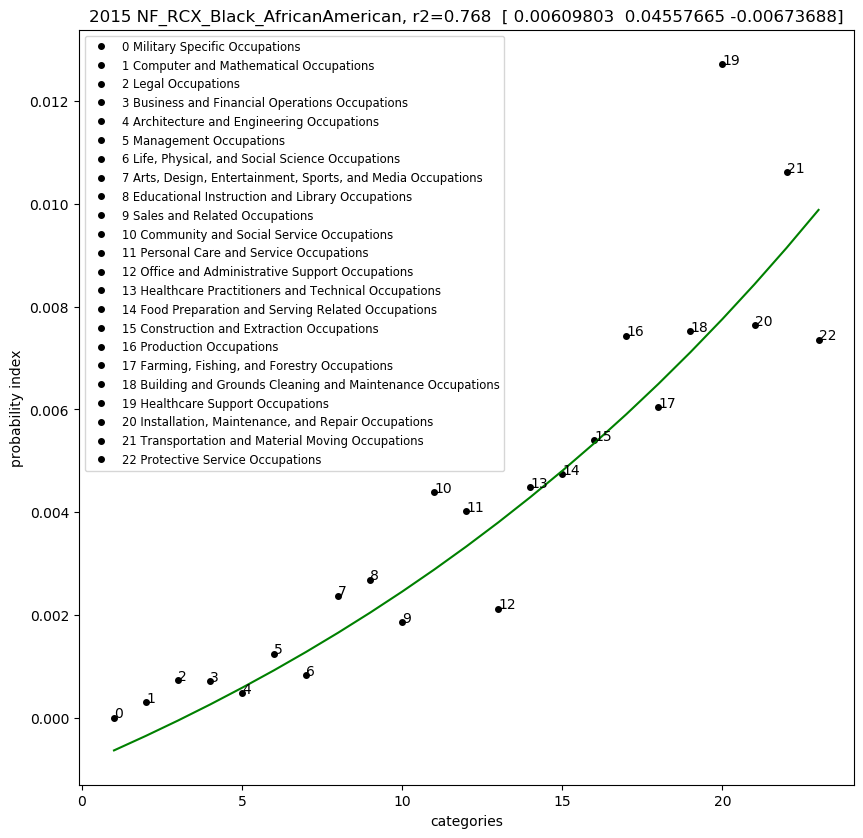 2015 NF_RCX_Black_AfricanAmerican, r2=0.768 [ 0.00609803 0.04557665 -0.00673688]
0 Military Specific Occupations
1 Computer and Mathematical Occupations
2 Legal Occupations
3 Business and Financial Operations Occupations
4 Architecture and Engineering Occupations
5 Management Occupations
6 Life, Physical, and Social Science Occupations
7 Arts, Design, Entertainment, Sports, and Media Occupations
8 Educational Instruction and Library Occupations
9 Sales and Related Occupations
10 Community and Social Service Occupations
11 Personal Care and Service Occupations
12 Office and Administrative Support Occupations
13 Healthcare Practitioners and Technical Occupations
14 Food Preparation and Serving Related Occupations
15 Construction and Extraction Occupations
16 Production Occupations
17 Farming, Fishing, and Forestry Occupations
18 Building and Grounds Cleaning and Maintenance Occupations
19 Healthcare Support Occupations
20 Installation, Maintenance, and Repair Occupations
21 Transportation and Material Moving Occupations
22 Protective Service Occupations
probability index
0.012
0.010
0.008
0.006
0.004
0.002
0.000
0
1
2
3
4
5
6
7
8
9
10
11
12
13
14
15
16
17
18
19
20
21
22
0
5
10
15
20
categories